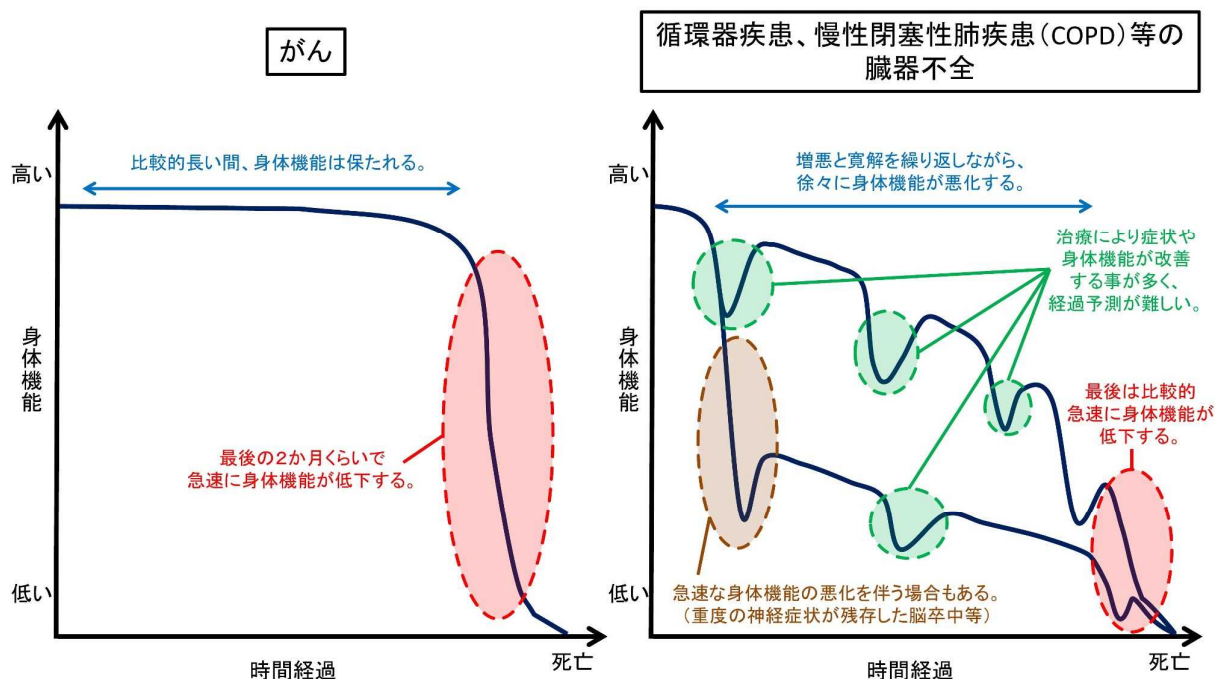 がん
高い
比較的長い間、身体機能は保たれる。
身体機能
最後の2か月くらいで
急速に身体機能が低下する。
低い
時間経過
死亡
循環器疾患、慢性閉塞性肺疾患(COPD)等の
臓器不全
高い
増悪と寛解を繰り返しながら、
徐々に身体機能が悪化する。
治療により症状や
身体機能が改善
する事が多く、
経過予測が難しい。
身体機能
最後は比較的
急速に身体機能が
低下する。
急速な身体機能の悪化を伴う場合もある。
(重度の神経症状が残存した脳卒中等)
低い
時間経過
死亡